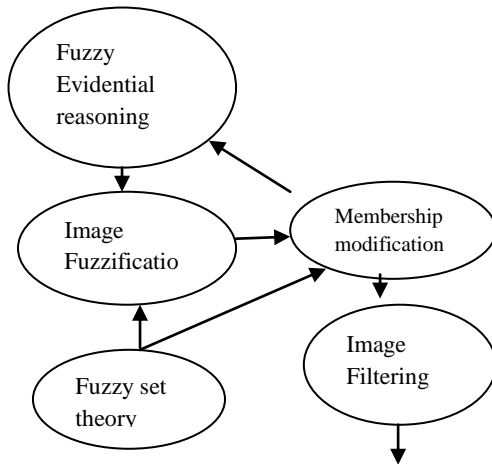 Fuzzy
Evidential
reasoning
Image
Fuzzificatio
Membership
modification
Image
Filtering
Fuzzy set
theory